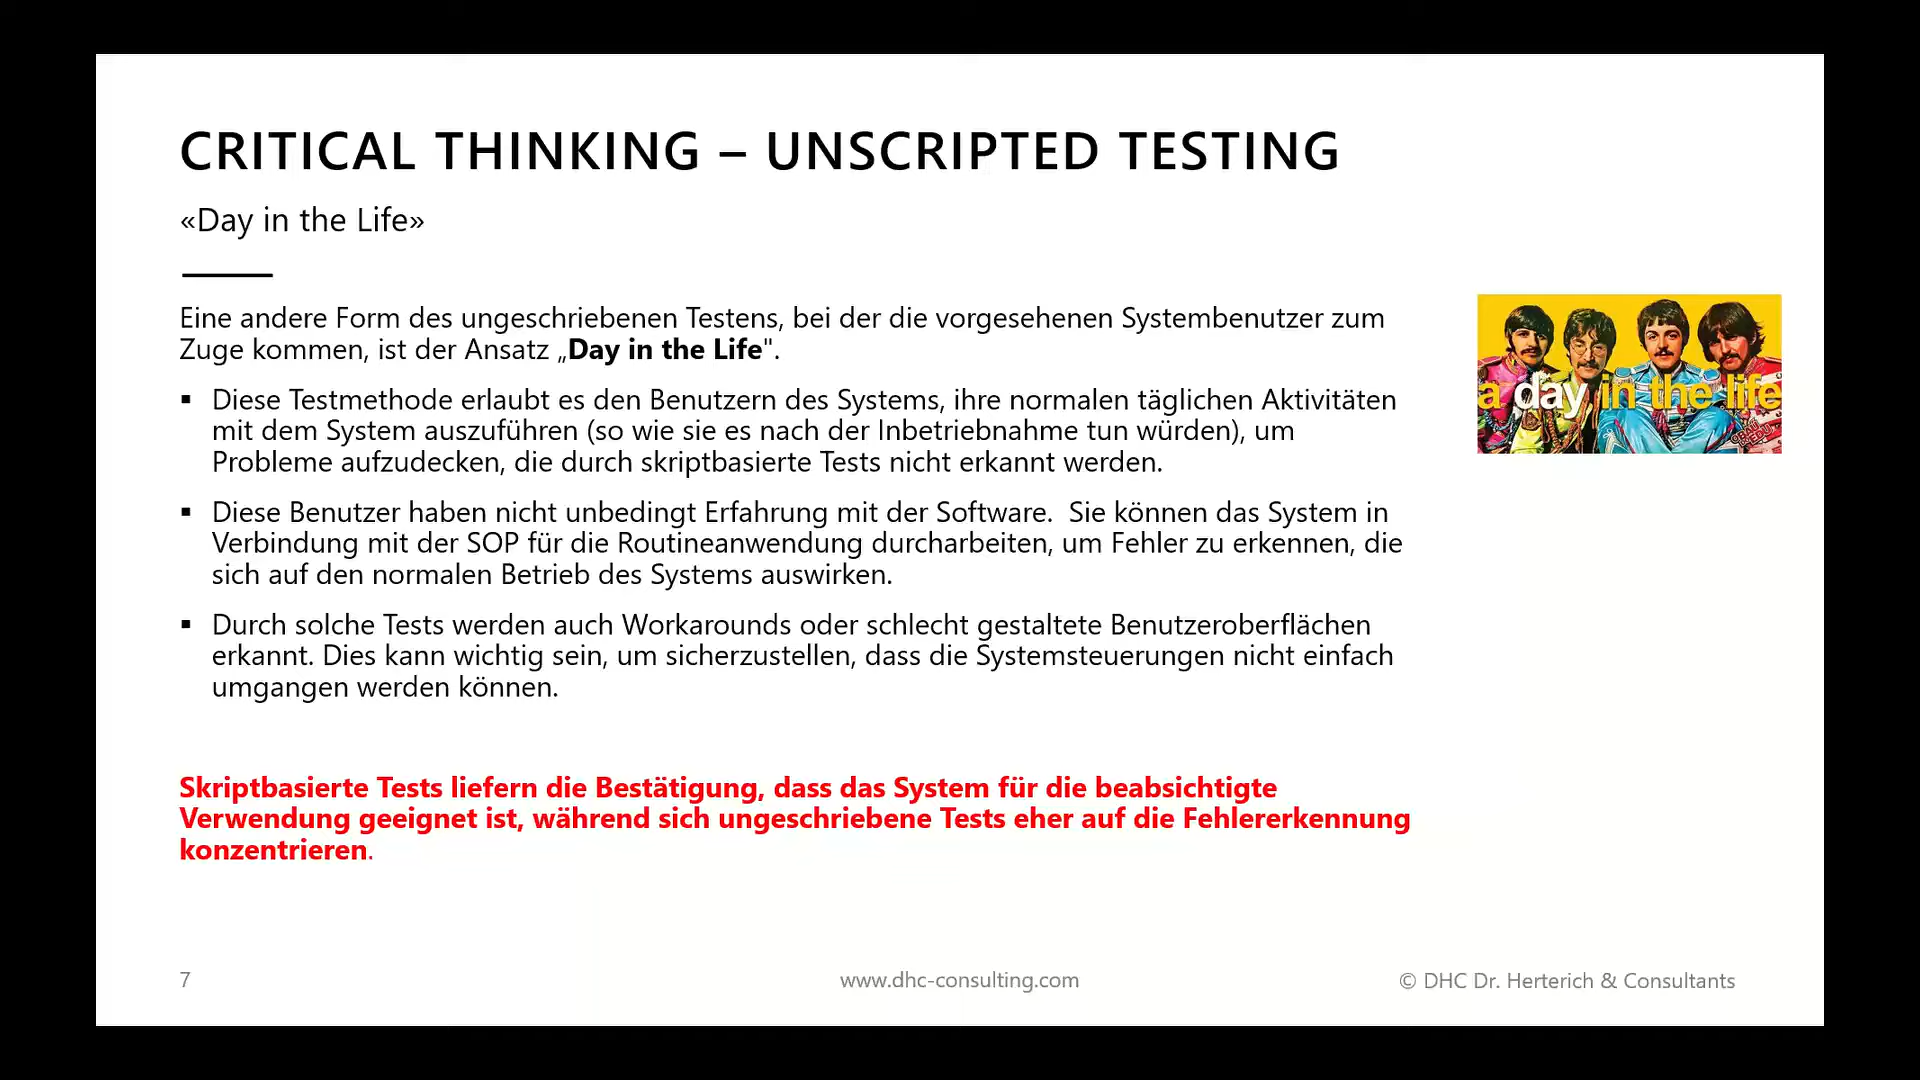 CRITICAL THINKING – UNSCRIPTED TESTING
«Day in the Life»
Eine andere Form des ungeschriebenen Testens, bei der die vorgesehenen Systembenutzer zum
Zuge kommen, ist der Ansatz „Day in the Life".
▪ Diese Testmethode erlaubt es den Benutzern des Systems, ihre normalen täglichen Aktivitäten
mit dem System auszuführen (so wie sie es nach der Inbetriebnahme tun würden), um
Probleme aufzudecken, die durch skriptbasierte Tests nicht erkannt werden.
▪ Diese Benutzer haben nicht unbedingt Erfahrung mit der Software.  Sie können das System in
Verbindung mit der SOP für die Routineanwendung durcharbeiten, um Fehler zu erkennen, die
sich auf den normalen Betrieb des Systems auswirken.
▪ Durch solche Tests werden auch Workarounds oder schlecht gestaltete Benutzeroberflächen
erkannt. Dies kann wichtig sein, um sicherzustellen, dass die Systemsteuerungen nicht einfach
umgangen werden können.
a day in the life
Skriptbasierte Tests liefern die Bestätigung, dass das System für die beabsichtigte
Verwendung geeignet ist, während sich ungeschriebene Tests eher auf die Fehlererkennung
konzentrieren.
7
www.dhc-consulting.com
© DHC Dr. Herterich & Consultants